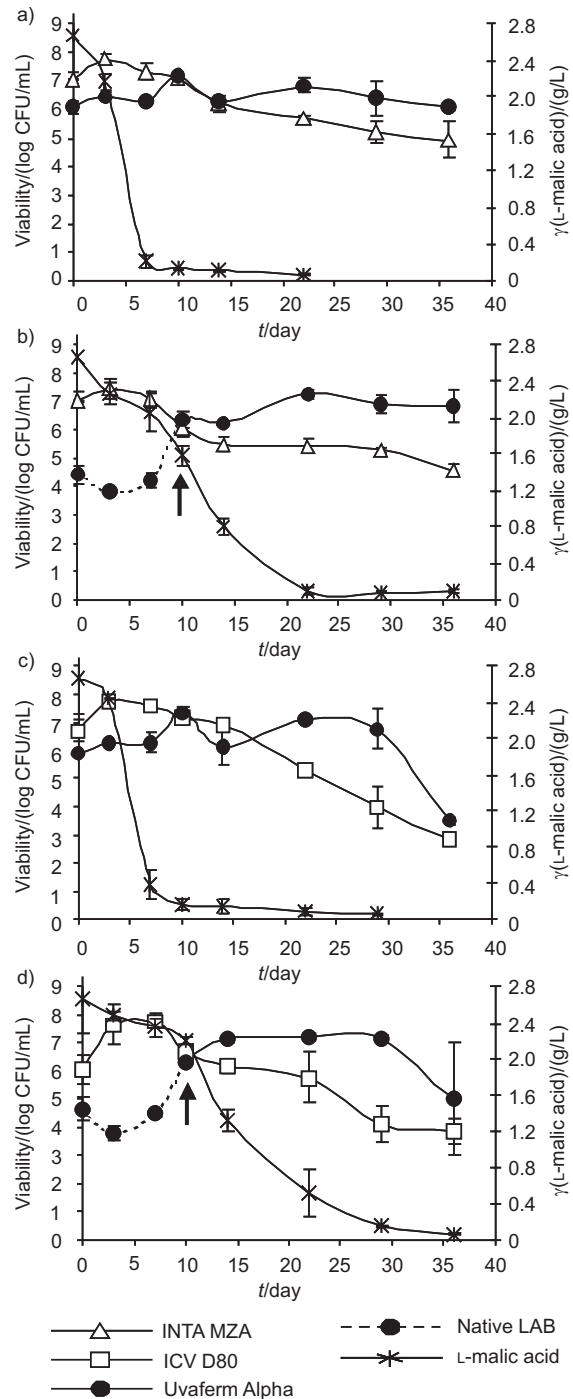 a)
Viability/(log CFU/mL)
9
8
7
6
5
4
3
2
1
0
2.8
2.4
2.0
1.6
1.2
0.8
0.4
0
γ(L-malic acid)/(g/L)
0 5 10 15 20 25 30 35 40
t/day
b)
Viability/(log CFU/mL)
9
8
7
6
5
4
3
2
1
0
2.8
2.4
2.0
1.6
1.2
0.8
0.4
0
γ(L-malic acid)/(g/L)
0 5 10 15 20 25 30 35 40
t/day
c)
Viability/(log CFU/mL)
9
8
7
6
5
4
3
2
1
0
2.8
2.4
2.0
1.6
1.2
0.8
0.4
0
γ(L-malic acid)/(g/L)
0 5 10 15 20 25 30 35 40
t/day
d)
Viability/(log CFU/mL)
9
8
7
6
5
4
3
2
1
0
2.8
2.4
2.0
1.6
1.2
0.8
0.4
0
γ(L-malic acid)/(g/L)
0 5 10 15 20 25 30 35 40
t/day
INTA MZA
ICV D80
Uvaferm Alpha
Native LAB
L-malic acid